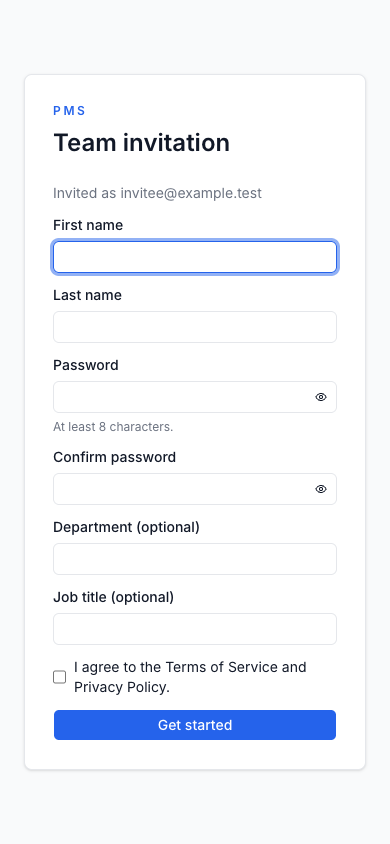 PMS
Team invitation
Invited as invitee@example.test
First name
Last name
Password
At least 8 characters.
Confirm password
Department (optional)
Job title (optional)
I agree to the Terms of Service and
Privacy Policy.
Get started